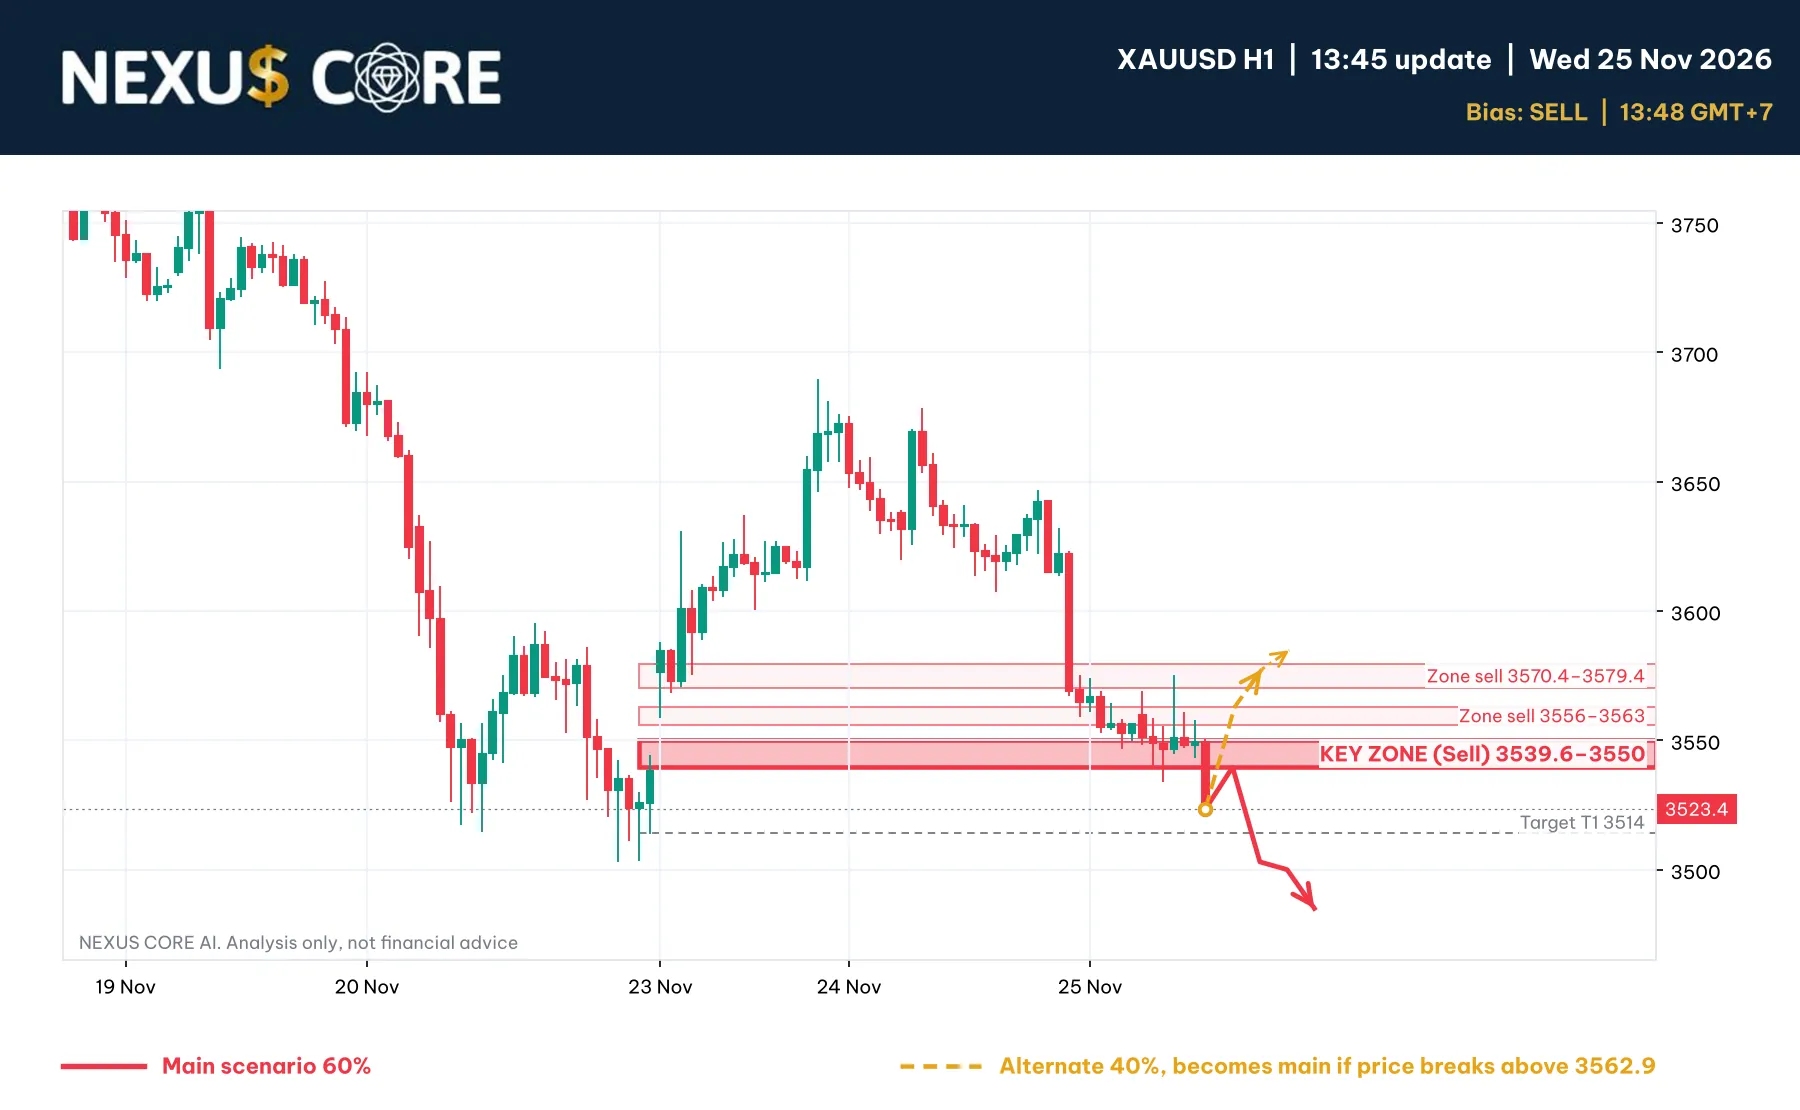 NEXU$ CORE
XAUUSD H1 | 13:45 update | Wed 25 Nov 2026
Bias: SELL | 13:48 GMT+7
3750
3700
3650
3600
Zone sell 3570.4–3579.4
Zone sell 3556–3563
3550
KEY ZONE (Sell) 3539.6–3550
3523.4
Target T1 3514
3500
NEXUS CORE AI. Analysis only, not financial advice
19 Nov 20 Nov 23 Nov 24 Nov 25 Nov
Main scenario 60%
Alternate 40%, becomes main if price breaks above 3562.9